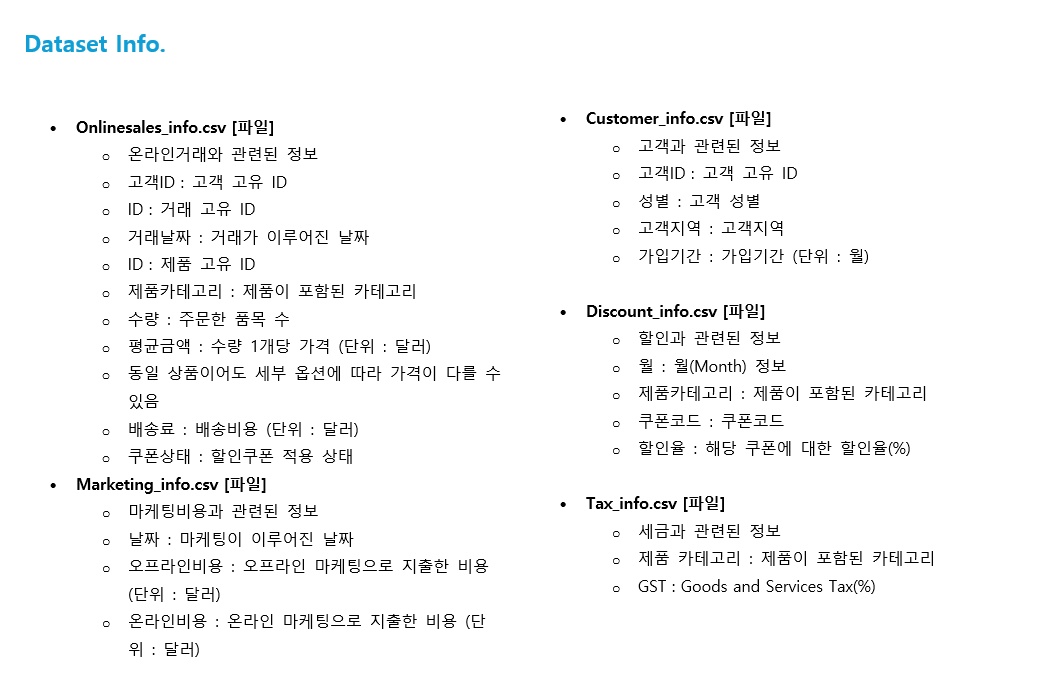 Dataset Info.
• Onlinesales_info.csv [파일]
o 온라인거래와 관련된 정보
o 고객ID : 고객 고유 ID
o ID : 거래 고유 ID
o 거래날짜 : 거래가 이루어진 날짜
o ID : 제품 고유 ID
o 제품카테고리 : 제품이 포함된 카테고리
o 수량 : 주문한 품목 수
o 평균금액 : 수량 1개당 가격 (단위 : 달러)
o 동일 상품이어도 세부 옵션에 따라 가격이 다를 수
있음
o 배송료 : 배송비용 (단위 : 달러)
o 쿠폰상태 : 할인쿠폰 적용 상태
• Marketing_info.csv [파일]
o 마케팅비용과 관련된 정보
o 날짜 : 마케팅이 이루어진 날짜
o 오프라인비용 : 오프라인 마케팅으로 지출한 비용
(단위 : 달러)
o 온라인비용 : 온라인 마케팅으로 지출한 비용 (단
위 : 달러)
• Customer_info.csv [파일]
o 고객과 관련된 정보
o 고객ID : 고객 고유 ID
o 성별 : 고객 성별
o 고객지역 : 고객지역
o 가입기간 : 가입기간 (단위 : 월)
• Discount_info.csv [파일]
o 할인과 관련된 정보
o 월 : 월(Month) 정보
o 제품카테고리 : 제품이 포함된 카테고리
o 쿠폰코드 : 쿠폰코드
o 할인율 : 해당 쿠폰에 대한 할인율(%)
• Tax_info.csv [파일]
o 세금과 관련된 정보
o 제품 카테고리 : 제품이 포함된 카테고리
o GST : Goods and Services Tax(%)